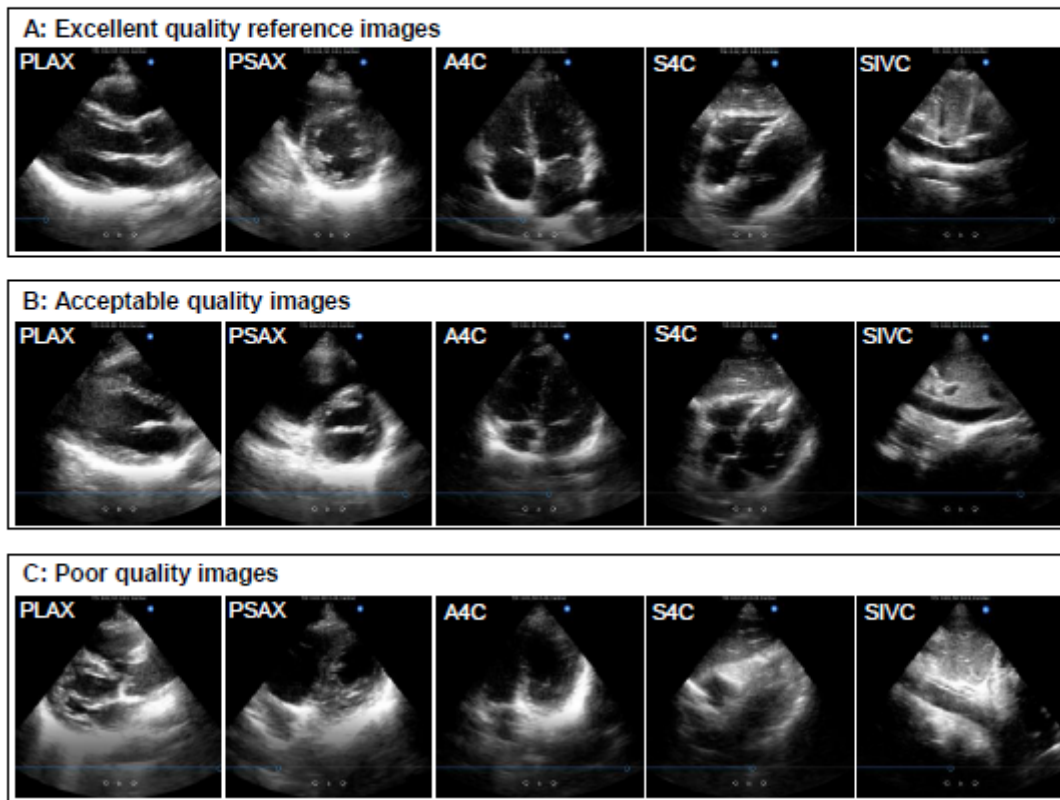 A: Excellent quality reference images
PLAX PSAX A4C S4C SIVC
B: Acceptable quality images
PLAX PSAX A4C S4C SIVC
C: Poor quality images
PLAX PSAX A4C S4C SIVC